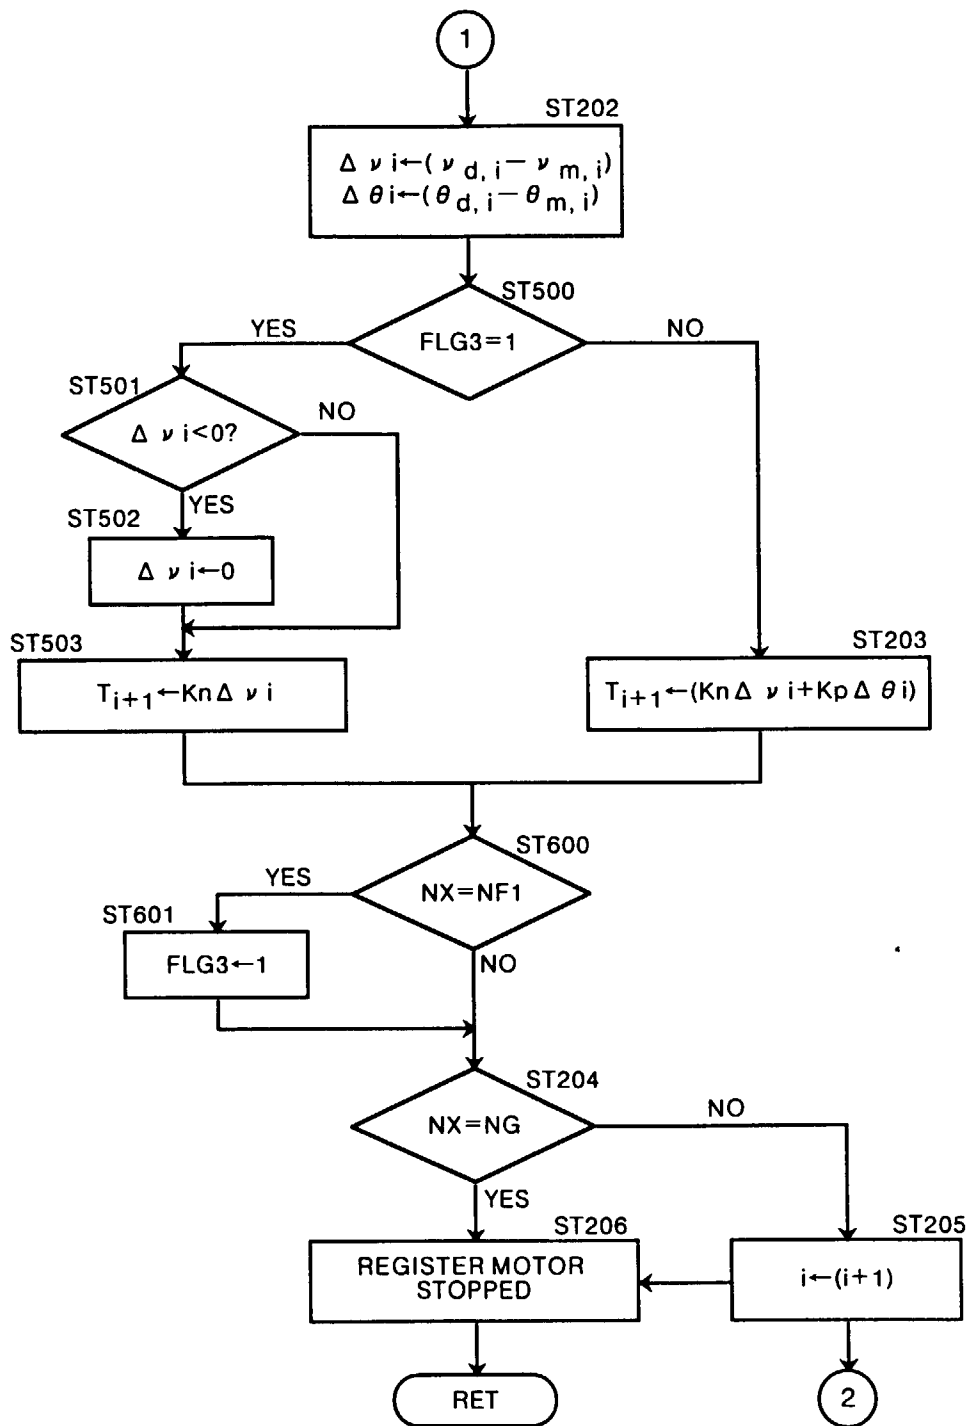 1
ST202
Δ ν i←(ν d, i − ν m, i)
Δ θ i←(θ d, i − θ m, i)
ST500
YES
FLG3=1
NO
ST501
Δ ν i<0?
NO
YES
ST502
Δ ν i←0
ST503
T i+1 ←Kn Δ ν i
ST203
T i+1 ←(Kn Δ ν i+Kp Δ θ i)
ST600
YES
NX=NF1
ST601
FLG3←1
NO
ST204
NX=NG
NO
YES
ST206
REGISTER MOTOR
STOPPED
ST205
i←(i+1)
RET
2